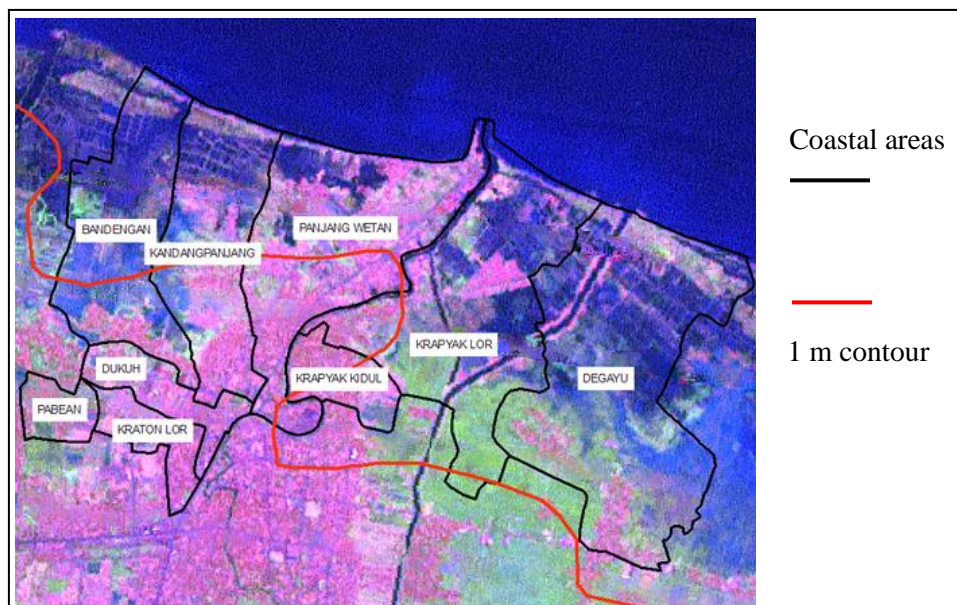 Coastal areas
PANJANG WETAN
BANDENGAN
KANDANGPANJANG
1 m contour
KRAPYAK LOR
DUKUH
KRAPYAK KIDUL
DEGAYU
PABEAN
KRATON LOR